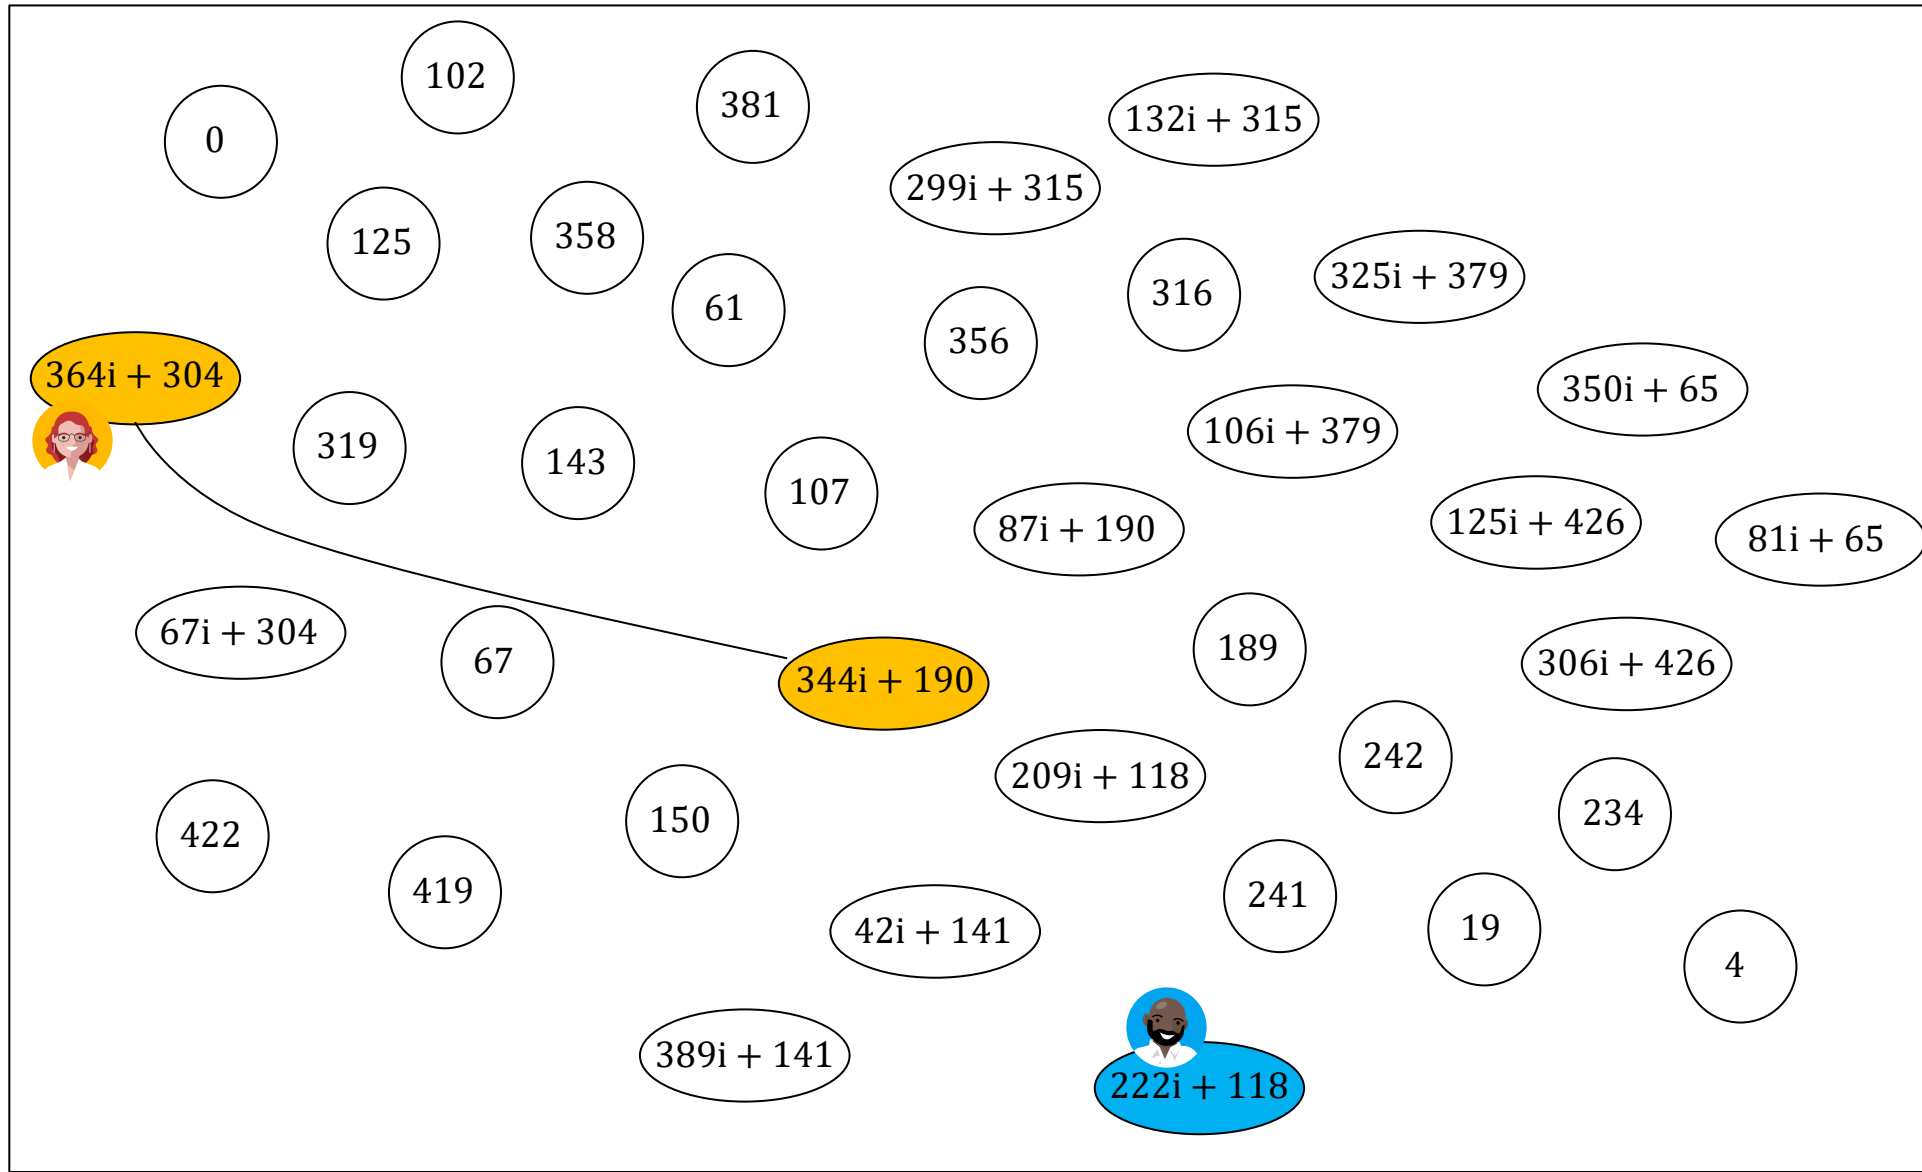 102
381
132i + 315
0
299i + 315
125
358
325i + 379
316
61
356
364i + 304
350i + 65
106i + 379
319
143
107
87i + 190
125i + 426
81i + 65
67i + 304
67
189
306i + 426
344i + 190
209i + 118
242
234
422
150
419
241
42i + 141
19
4
389i + 141
222i + 118